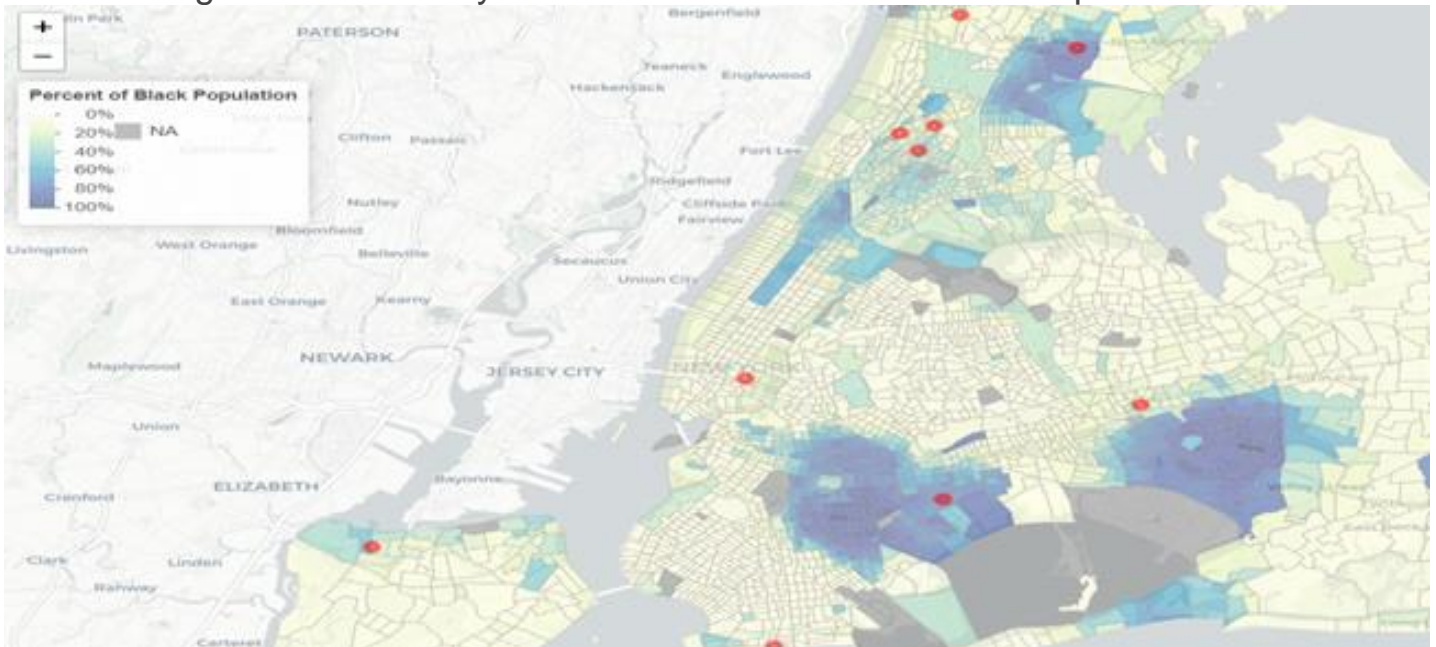 +
PATERSON
Bergenfield
−
Teaneck
Englewood
Hackensack
Percent of Black Population
0%
20% NA
40%
60%
80%
100%
Clifton
Passaic
Fort Lee
Ridgefield
Nutley
Cliffside Park
Fairview
Bloomfield
Livingston
West Orange
Belleville
Secaucus
Union City
East Orange
Kearny
NEWARK
Maplewood
JERSEY CITY
NEW YORK
Union
ELIZABETH
Bayonne
Cranford
Clark
Linden
Rahway
Carteret